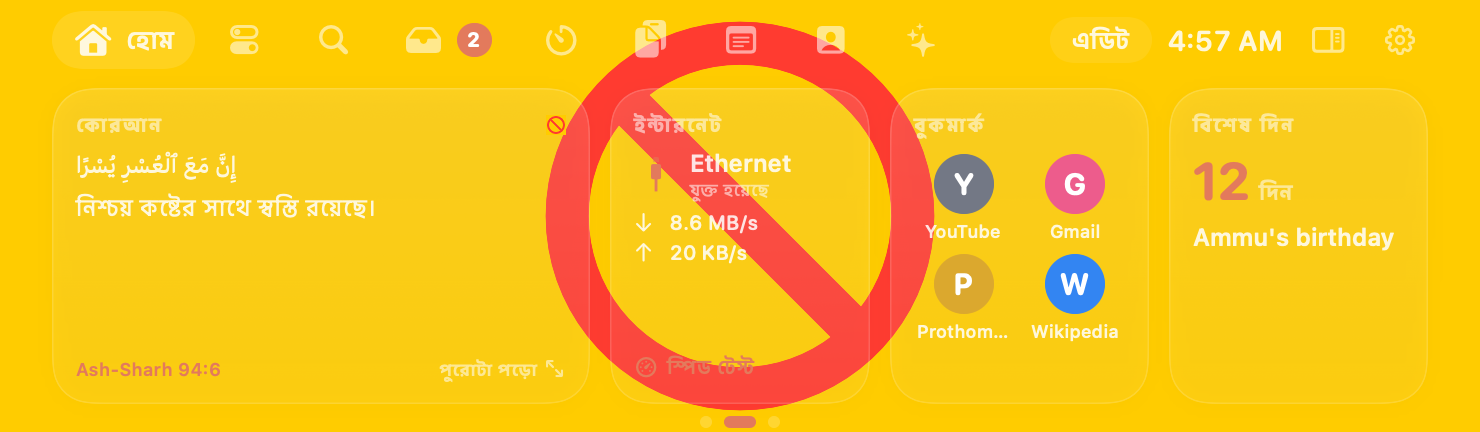 হোম
2
এডিট
4:57 AM
কোরআন
إِنَّ مَعَ ٱلْعُسْرِ يُسْرًا
নিশ্চয় কষ্টের সাথে স্বস্তি রয়েছে।
Ash-Sharh 94:6
পুরোটা পড়ো
ইন্টারনেট
Ethernet
যুক্ত হয়েছে
8.6 MB/s
20 KB/s
স্পিড টেস্ট
বুকমার্ক
Y
YouTube
G
Gmail
P
Prothom...
W
Wikipedia
বিশেষ দিন
12 দিন
Ammu's birthday